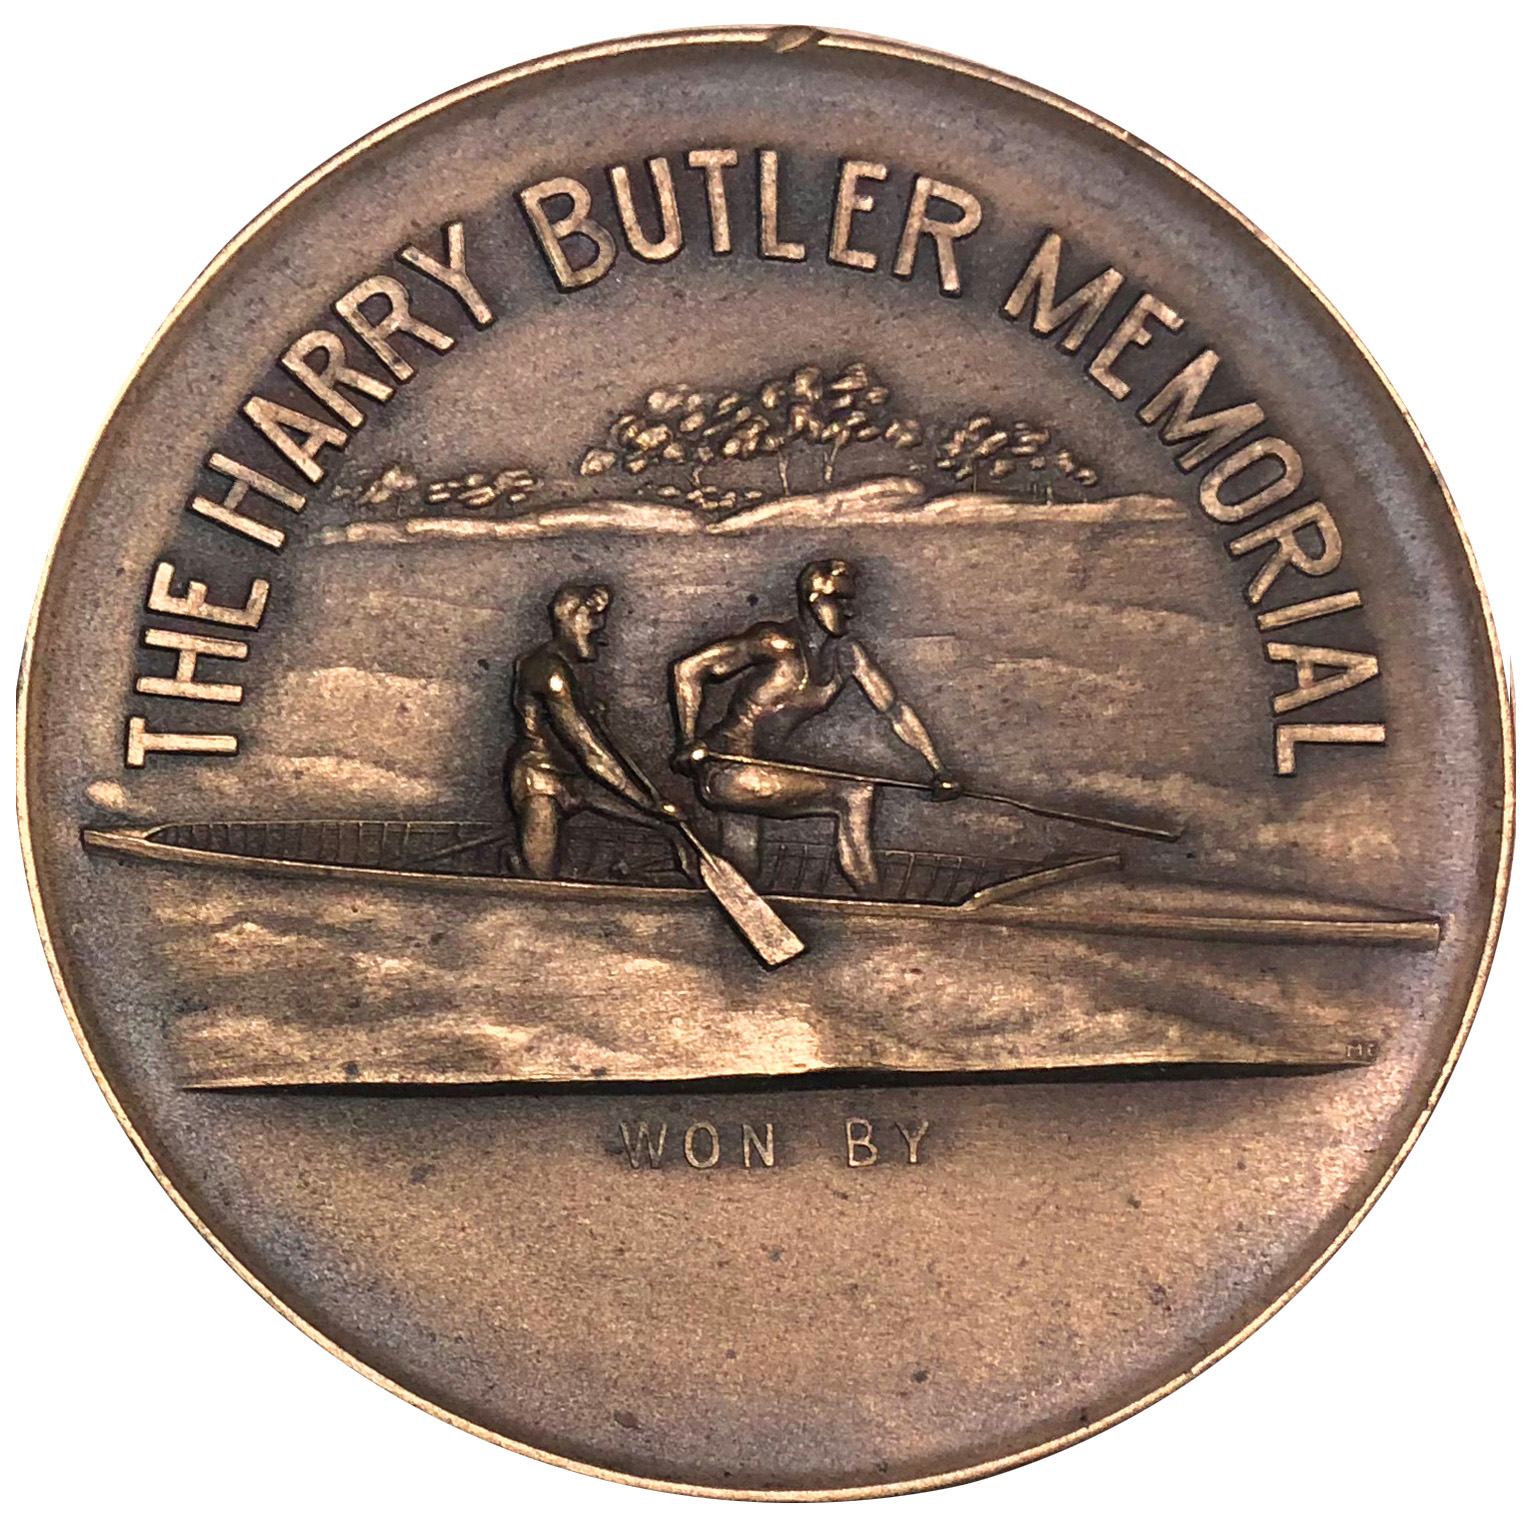 THE HARRY BUTLER MEMORIAL
WON BY